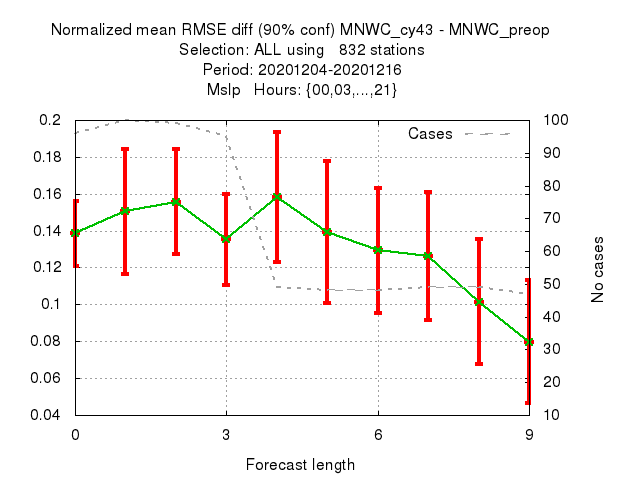 Normalized mean RMSE diff (90% conf) MNWC_cy43 - MNWC_preop
Selection: ALL using 832 stations
Period: 20201204-20201216
Mslp Hours: {00,03,...,21}
Cases
0.2
0.18
0.16
0.14
0.12
0.1
0.08
0.06
0.04
100
90
80
70
60
50
40
30
20
10
No cases
0 3 6 9
Forecast length